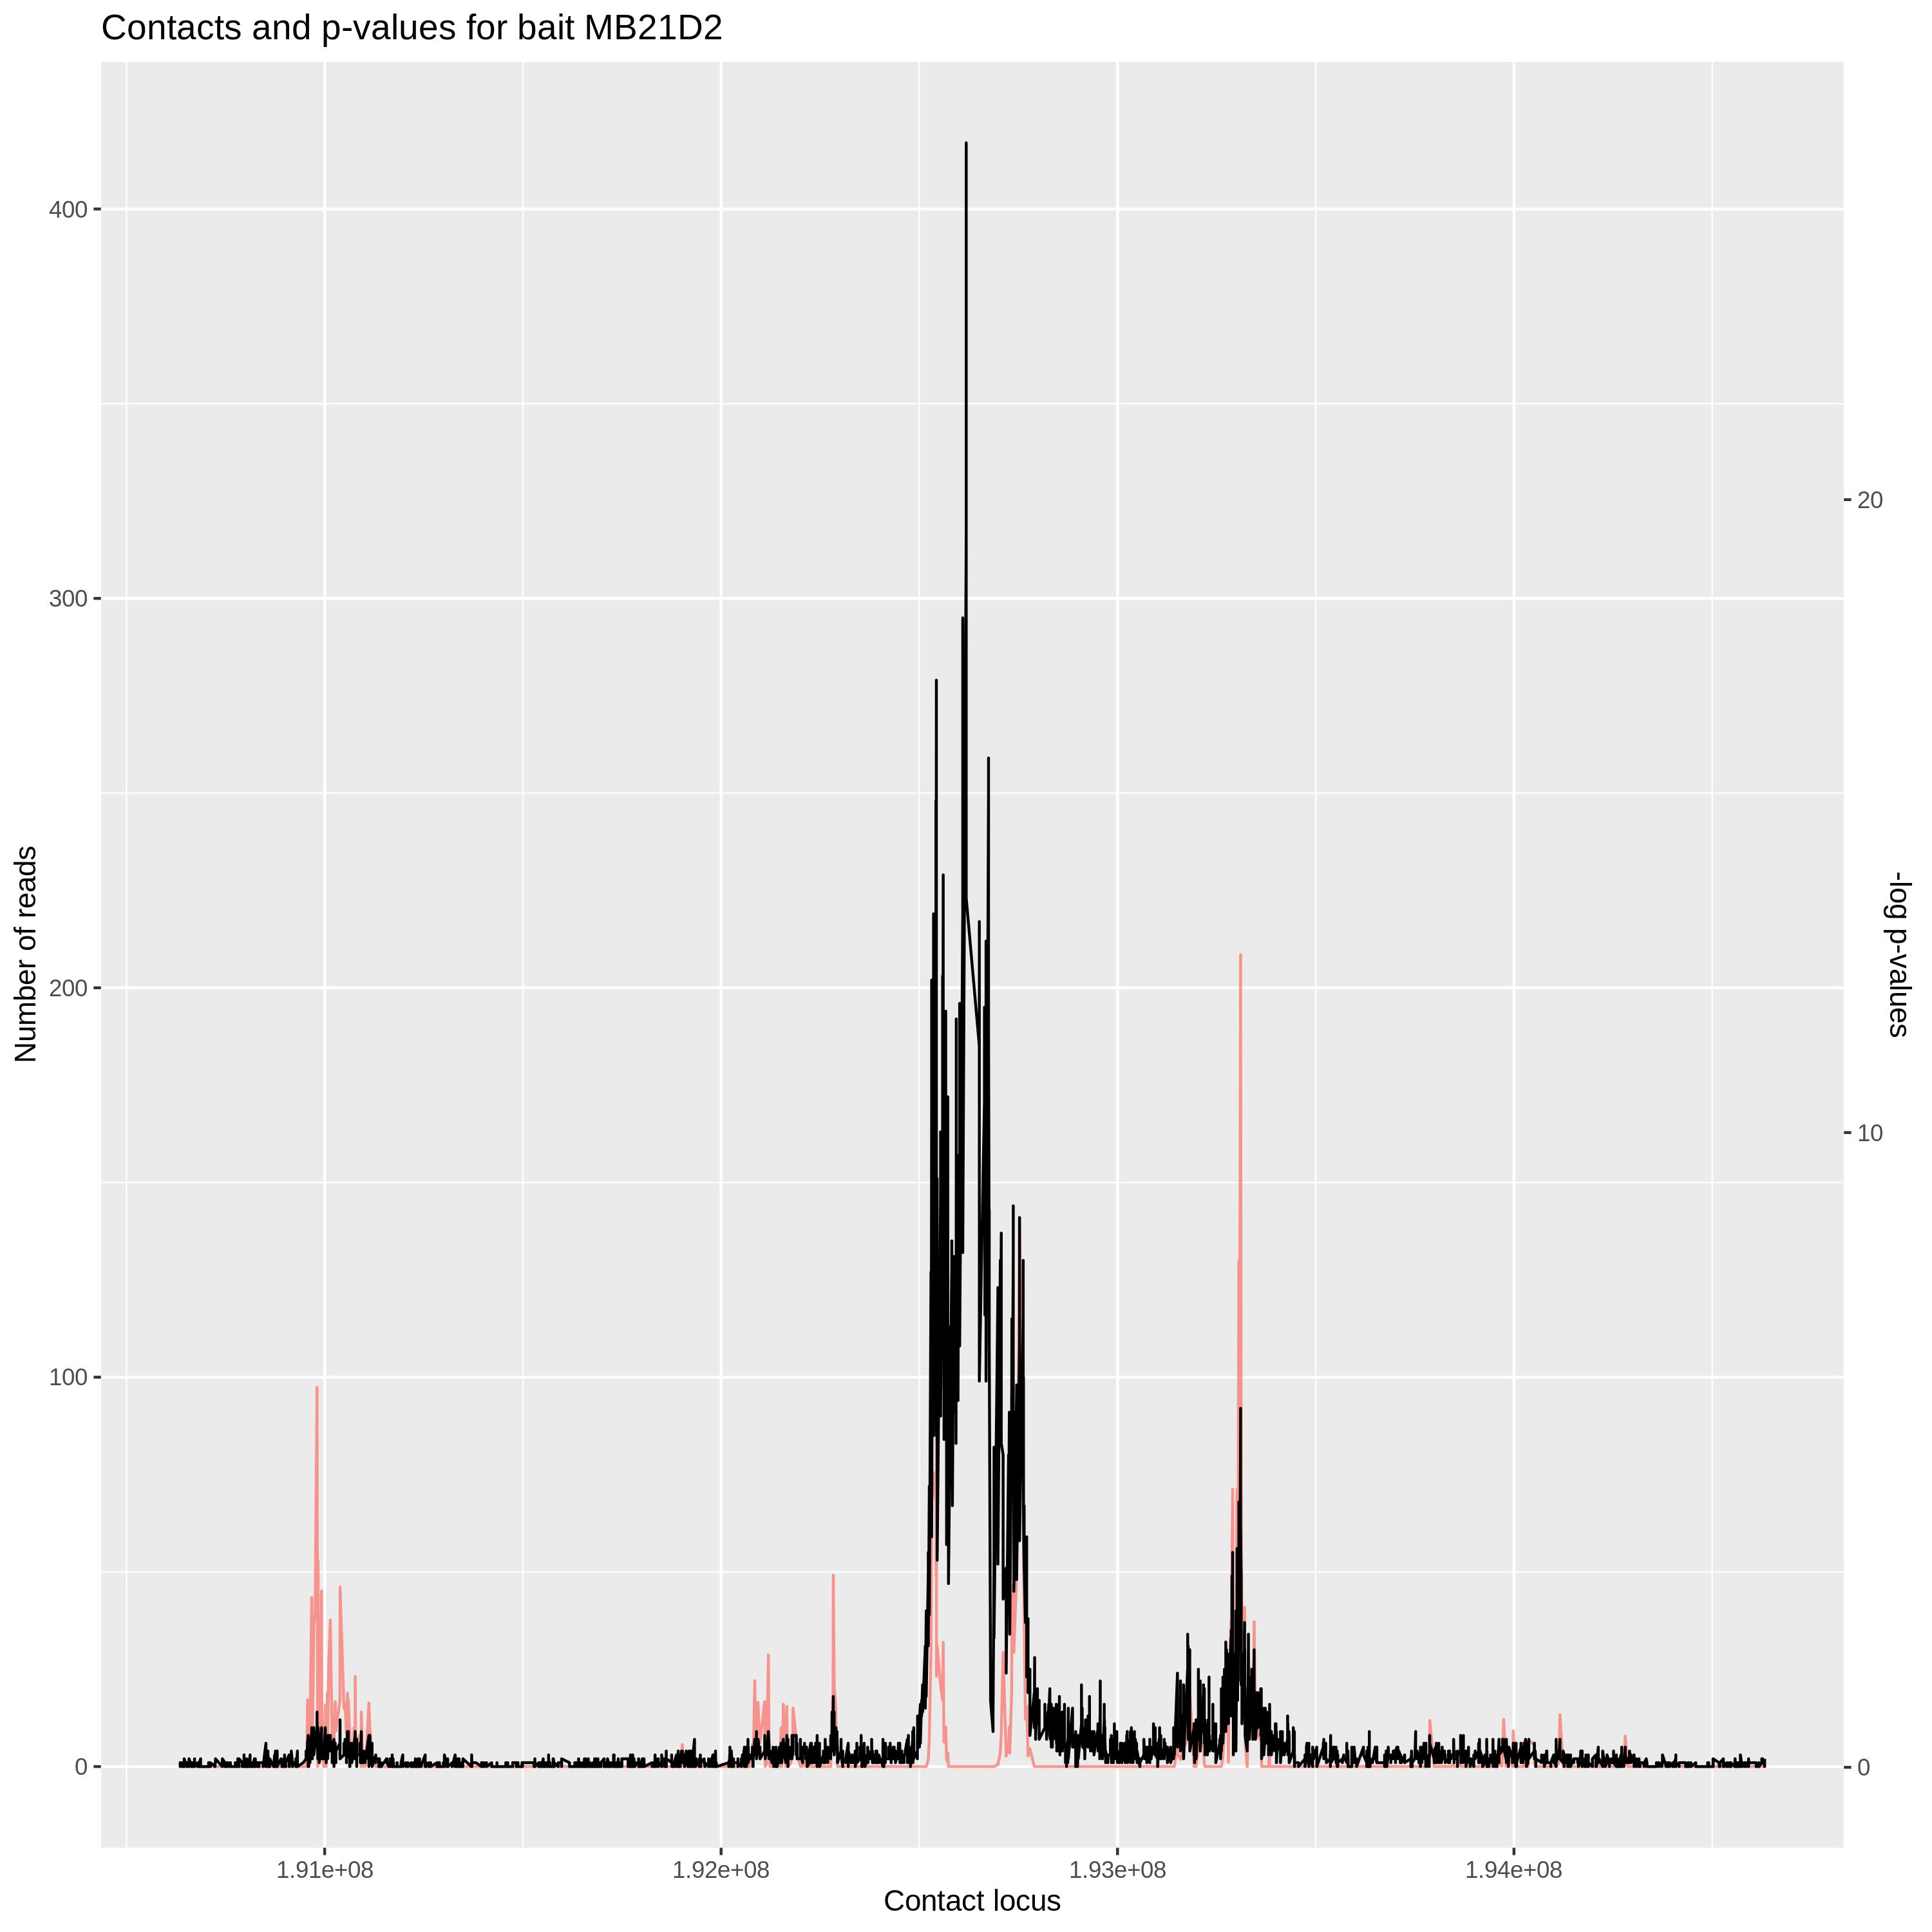 Contacts and p-values for bait MB21D2
400
300
200
100
0
Number of reads
20
10
0
-log p-values
1.91e+08
1.92e+08
1.93e+08
1.94e+08
Contact locus